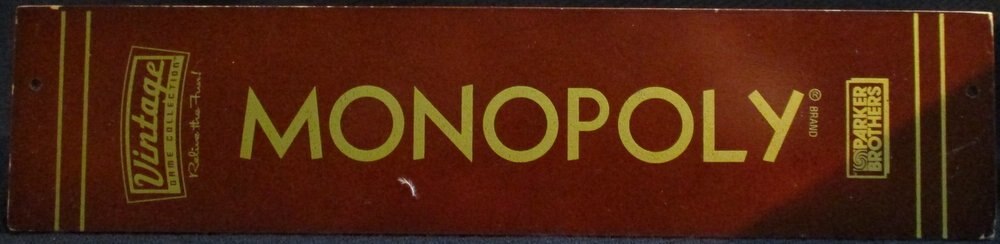 Vintage
GAME COLLECTION
Relive the Fun!
MONOPOLY
® BRAND
PARKER
BROTHERS